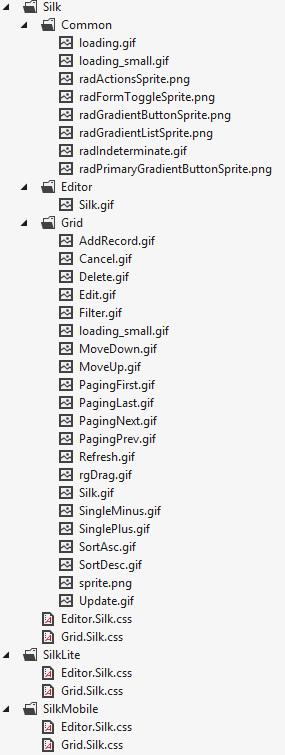 Silk
Common
loading.gif
loading_small.gif
radActionsSprite.png
radFormToggleSprite.png
radGradientButtonSprite.png
radGradientListSprite.png
radIndeterminate.gif
radPrimaryGradientButtonSprite.png
Editor
Silk.gif
Grid
AddRecord.gif
Cancel.gif
Delete.gif
Edit.gif
Filter.gif
loading_small.gif
MoveDown.gif
MoveUp.gif
PagingFirst.gif
PagingLast.gif
PagingNext.gif
PagingPrev.gif
Refresh.gif
rgDrag.gif
Silk.gif
SingleMinus.gif
SinglePlus.gif
SortAsc.gif
SortDesc.gif
sprite.png
Update.gif
Editor.Silk.css
Grid.Silk.css
SilkLite
Editor.Silk.css
Grid.Silk.css
SilkMobile
Editor.Silk.css
Grid.Silk.css